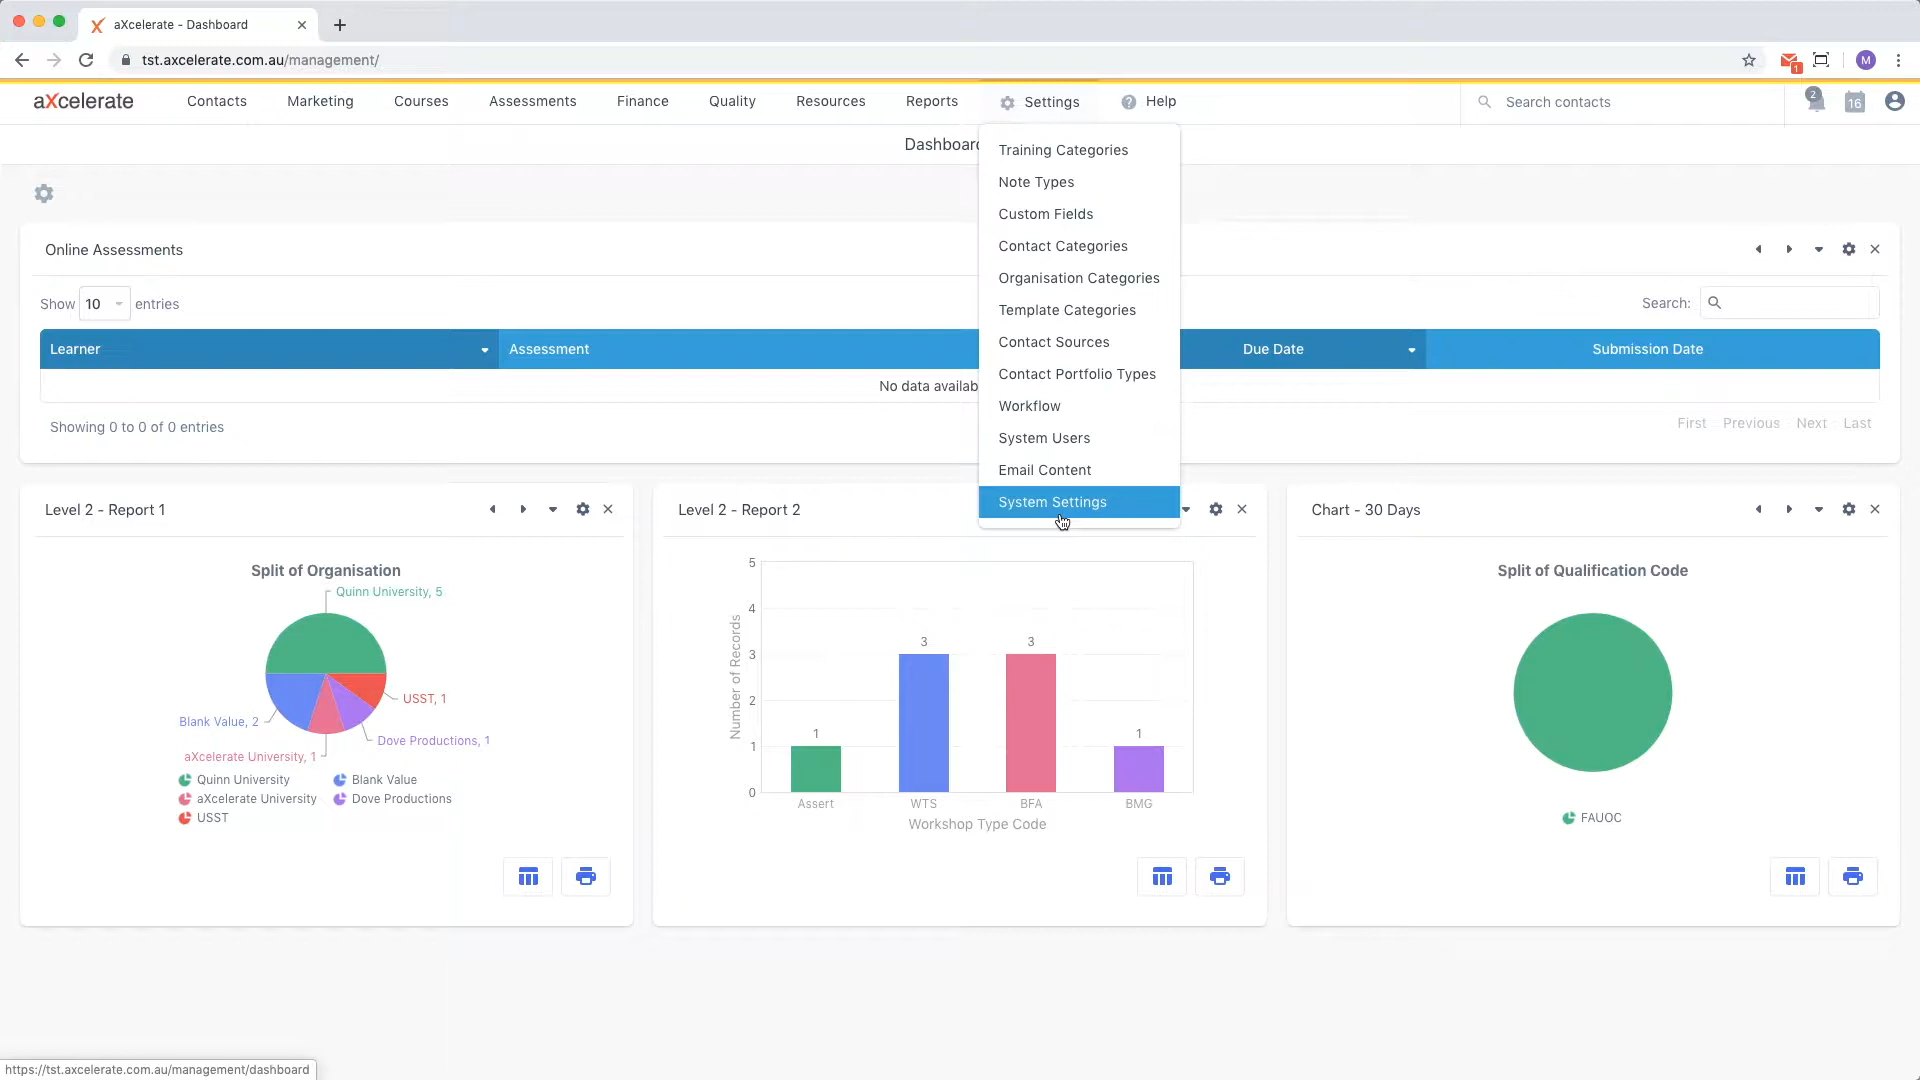 aXcelerate - Dashboard
tst.axcelerate.com.au/management/
1
M
aXcelerate
Contacts
Marketing
Courses
Assessments
Finance
Quality
Resources
Reports
Settings
Help
Search contacts
2
16
Dashboard
Training Categories
Note Types
Custom Fields
Contact Categories
Organisation Categories
Template Categories
Contact Sources
Contact Portfolio Types
Workflow
System Users
Email Content
System Settings
Online Assessments
Show 10 entries
Search:
Learner
Assessment
Due Date
Submission Date
No data availab
Showing 0 to 0 of 0 entries
First Previous Next Last
Level 2 - Report 1
Split of Organisation
Quinn University, 5
USST, 1
Blank Value, 2
Dove Productions, 1
aXcelerate University, 1
Quinn University
Blank Value
aXcelerate University
Dove Productions
USST
Level 2 - Report 2
Number of Records
5
4
3
2
1
0
1
3
3
1
Assert
WTS
BFA
BMG
Workshop Type Code
Chart - 30 Days
Split of Qualification Code
FAUOC
https://tst.axcelerate.com.au/management/dashboard